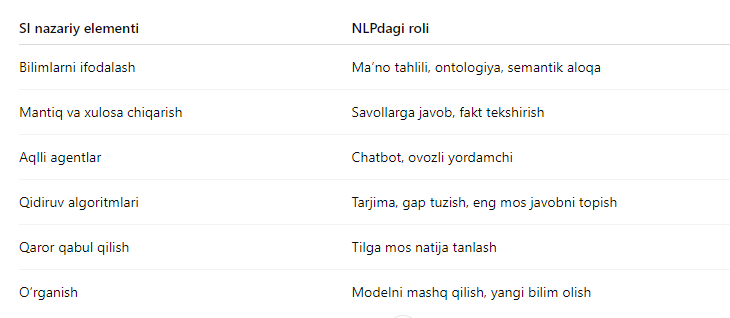 SI nazariy elementi NLPdagi roli
Bilimlarni ifodalash Ma’no tahlili, ontologiya, semantik aloqa
Mantiq va xulosa chiqarish Savollarga javob, fakt tekshirish
Aqlli agentlar Chatbot, ovozli yordamchi
Qidiruv algoritmlari Tarjima, gap tuzish, eng mos javobni topish
Qaror qabul qilish Tilga mos natija tanlash
O‘rganish Modelni mashq qilish, yangi bilim olish